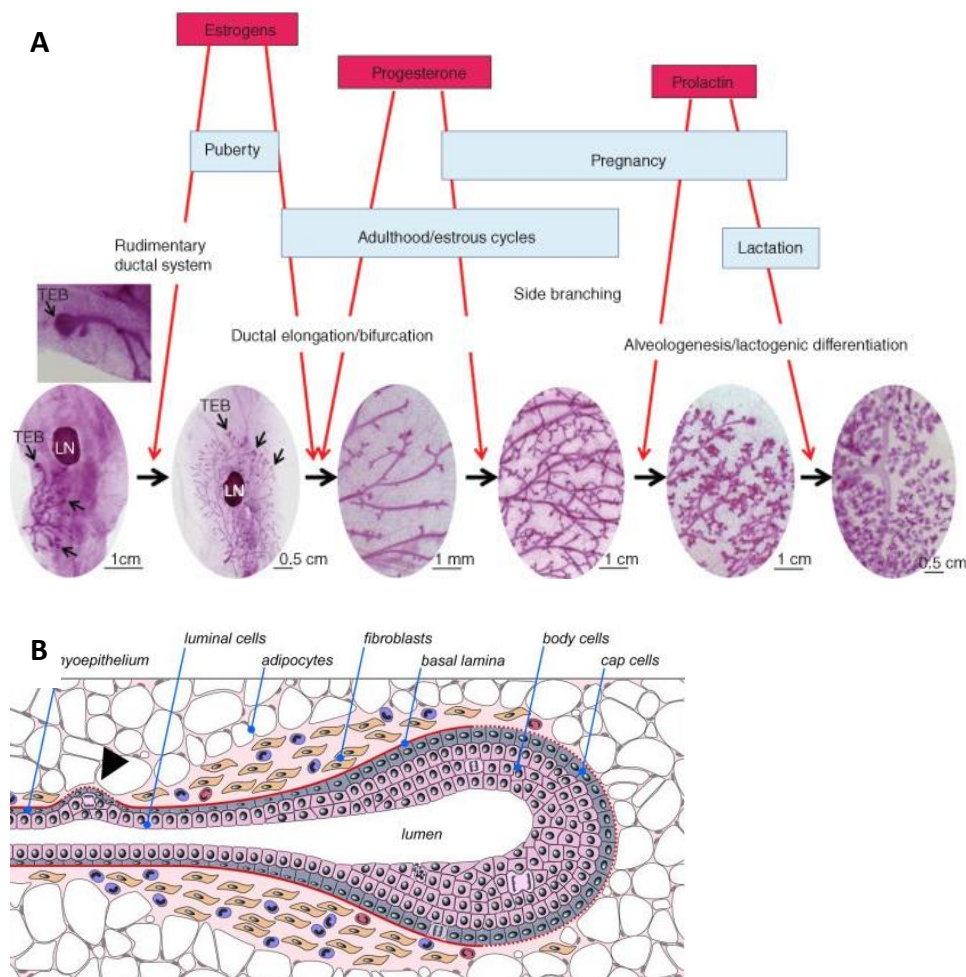 A
Estrogens
Progesterone
Prolactin
Puberty
Pregnancy
Adulthood/estrous cycles
Lactation
Rudimentary
ductal system
Side branching
TEB
Ductal elongation/bifurcation
Alveologenesis/lactogenic differentiation
TEB
LN
TEB
LN
1cm
0.5 cm
1 mm
1 cm
1 cm
0.5 cm
B
luminal cells
fibroblasts
body cells
yoepithelium
adipocytes
basal lamina
cap cells
lumen